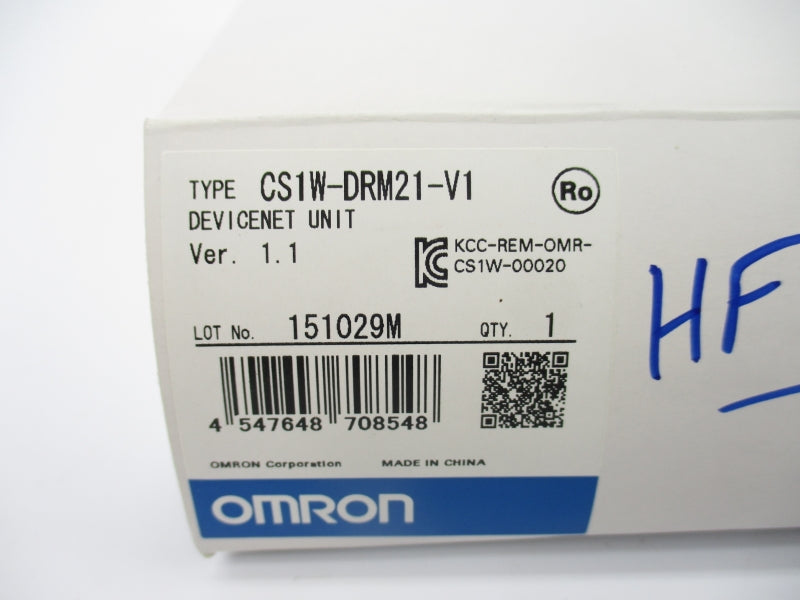 TYPE CS1W-DRM21-V1 Ro
DEVICENET UNIT
Ver. 1.1
KCC-REM-OMR-
CS1W-00020
LOT No. 151029M QTY. 1
4 547648 708548
OMRON Corporation MADE IN CHINA
OMRON
HF